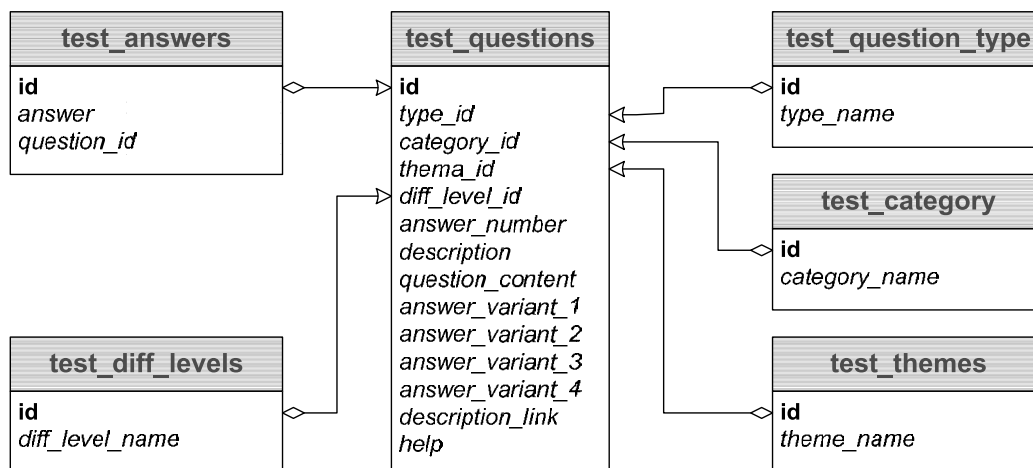 test_answers
id
answer
question_id
test_questions
id
type_id
category_id
thema_id
diff_level_id
answer_number
description
question_content
answer_variant_1
answer_variant_2
answer_variant_3
answer_variant_4
description_link
help
test_question_type
id
type_name
test_category
id
category_name
test_diff_levels
id
diff_level_name
test_themes
id
theme_name